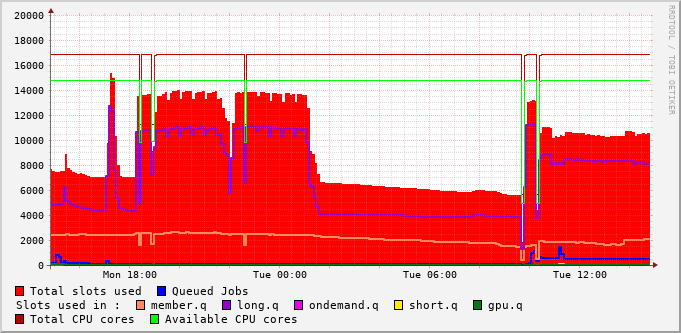 RRDTOOL / TOBI OETIKER
20000
18000
16000
14000
12000
10000
8000
6000
4000
2000
0
Mon 18:00 Tue 00:00 Tue 06:00 Tue 12:00
Total slots used Queued Jobs
Slots used in : member.q long.q ondemand.q short.q gpu.q
Total CPU cores Available CPU cores